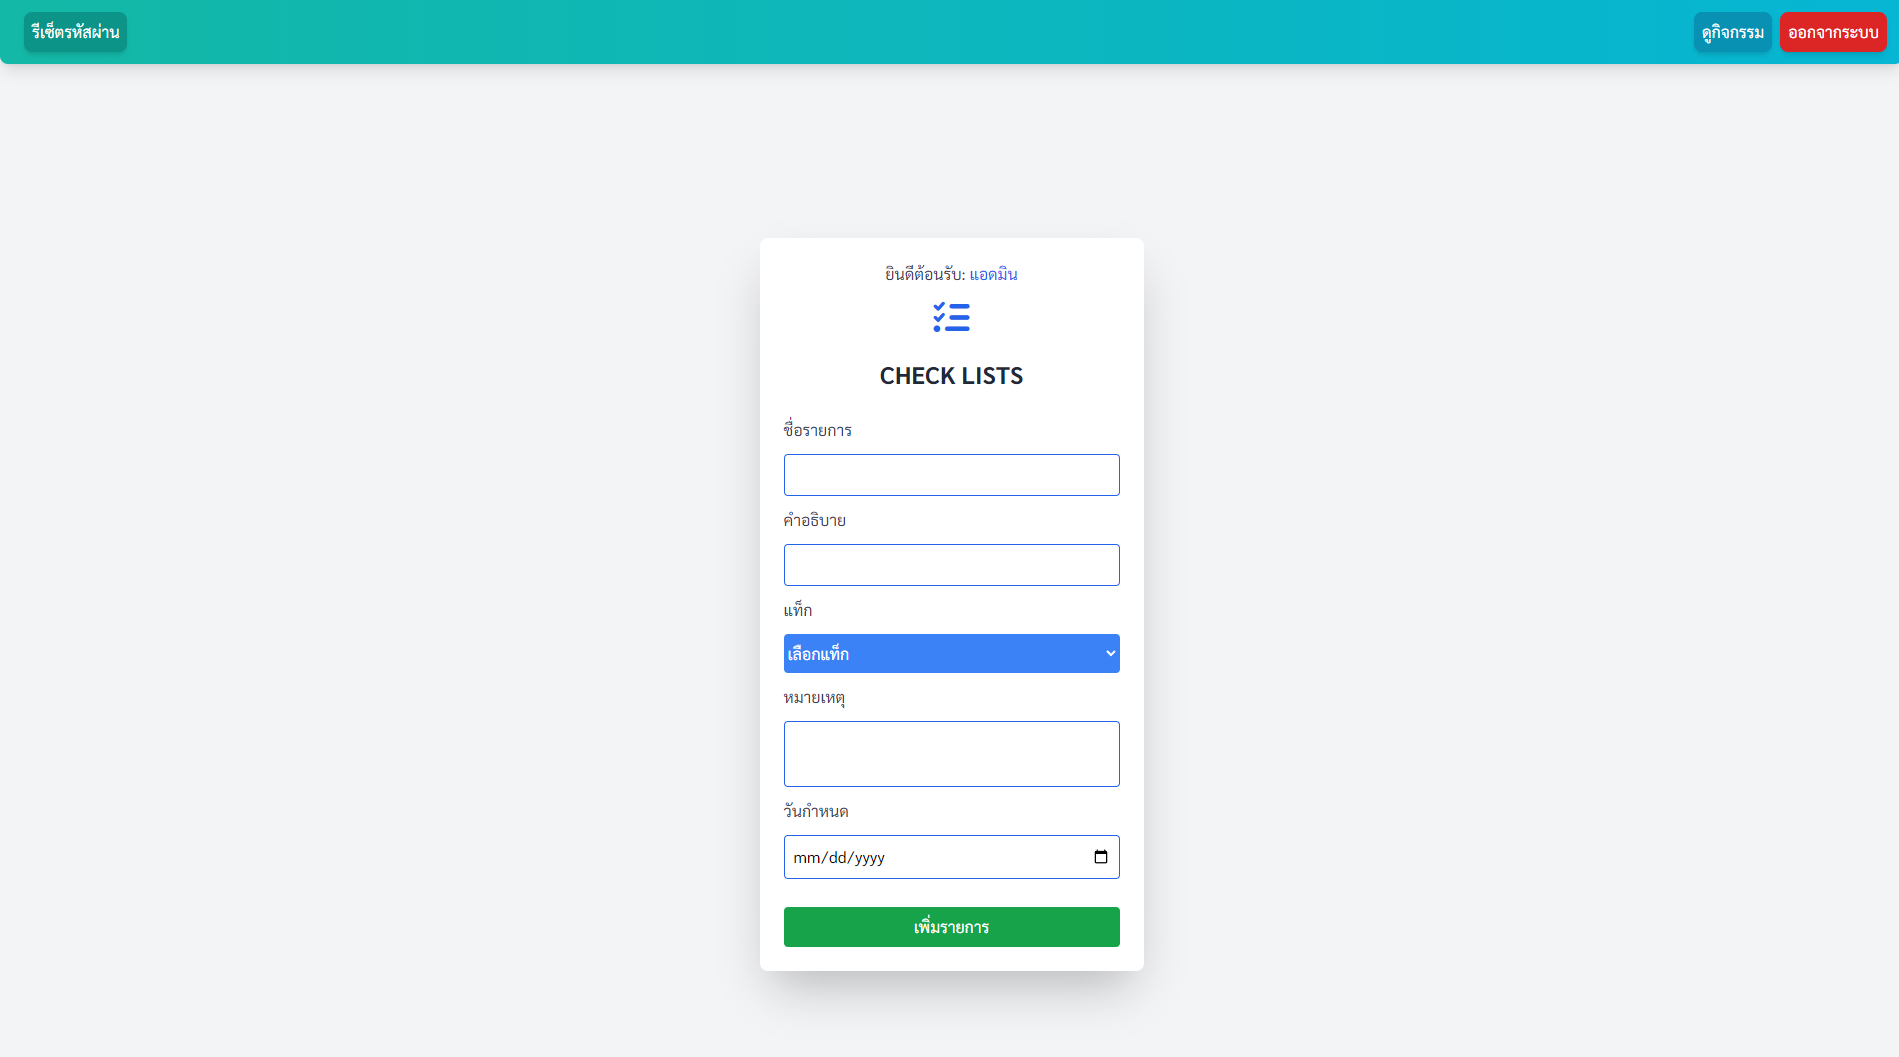 รีเซ็ตรหัสผ่าน
ดูกิจกรรม
ออกจากระบบ
ยินดีต้อนรับ: แอดมิน
CHECK LISTS
ชื่อรายการ
คำอธิบาย
แท็ก
เลือกแท็ก
หมายเหตุ
วันกำหนด
mm/dd/yyyy
เพิ่มรายการ